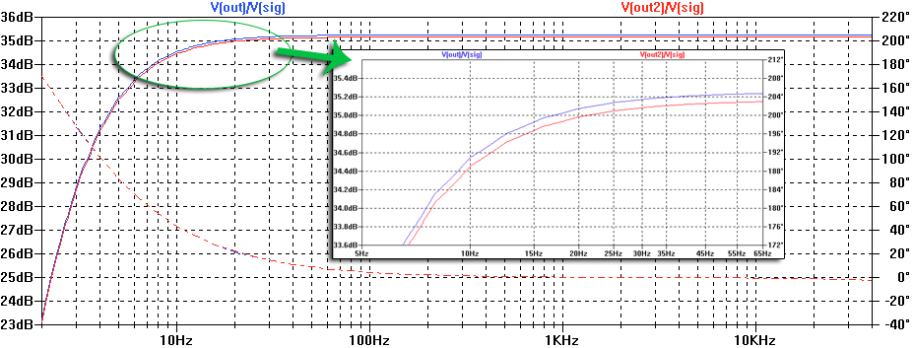 V(out)/V(sig) V(out2)/V(sig)
36dB 220°
35dB 200°
34dB 180°
33dB 160°
32dB 140°
31dB 120°
30dB 100°
29dB 80°
28dB 60°
27dB 40°
26dB 20°
25dB 0°
24dB -20°
23dB -40°
10Hz 100Hz 1KHz 10KHz
V(out)/V(sig) V(out2)/V(sig)
212°
35.4dB 208°
35.2dB 204°
35.0dB 200°
34.8dB 196°
34.6dB 192°
34.4dB 188°
34.2dB 184°
34.0dB 180°
33.8dB 176°
33.6dB 172°
5Hz 10Hz 15Hz 20Hz 25Hz 30Hz 35Hz 45Hz 55Hz 65Hz